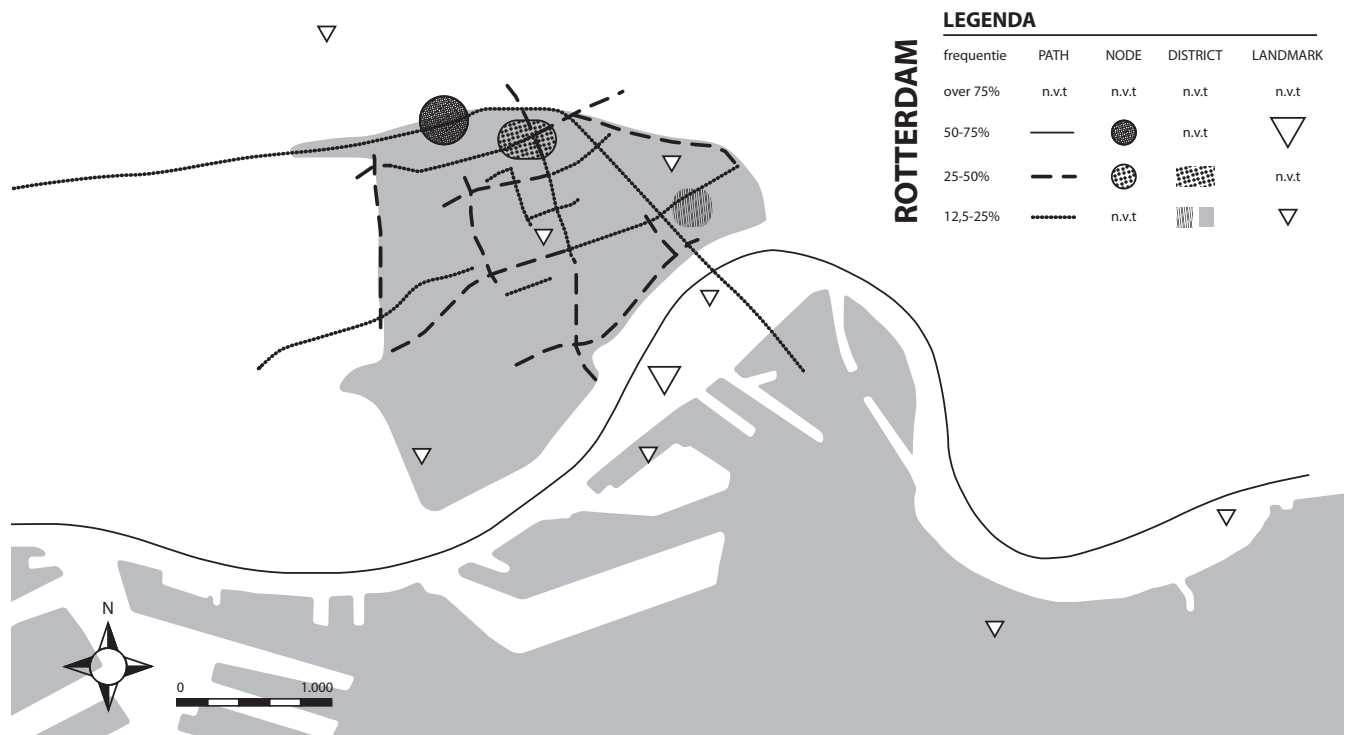 ROTTERDAM
LEGENDA
frequentie PATH NODE DISTRICT LANDMARK
over 75% n.v.t n.v.t n.v.t n.v.t
50-75% n.v.t
25-50% n.v.t
12,5-25% n.v.t
N
0 1.000